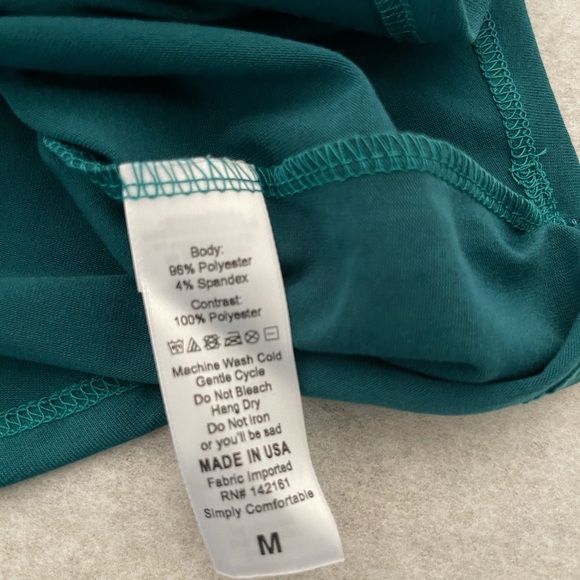 Body:
96% Polyester
4% Spandex
Contrast:
100% Polyester
Machine Wash Cold
Gentle Cycle
Do Not Bleach
Hang Dry
Do Not Iron
or you'll be sad
MADE IN USA
Fabric Imported
RN# 142161
Simply Comfortable
M